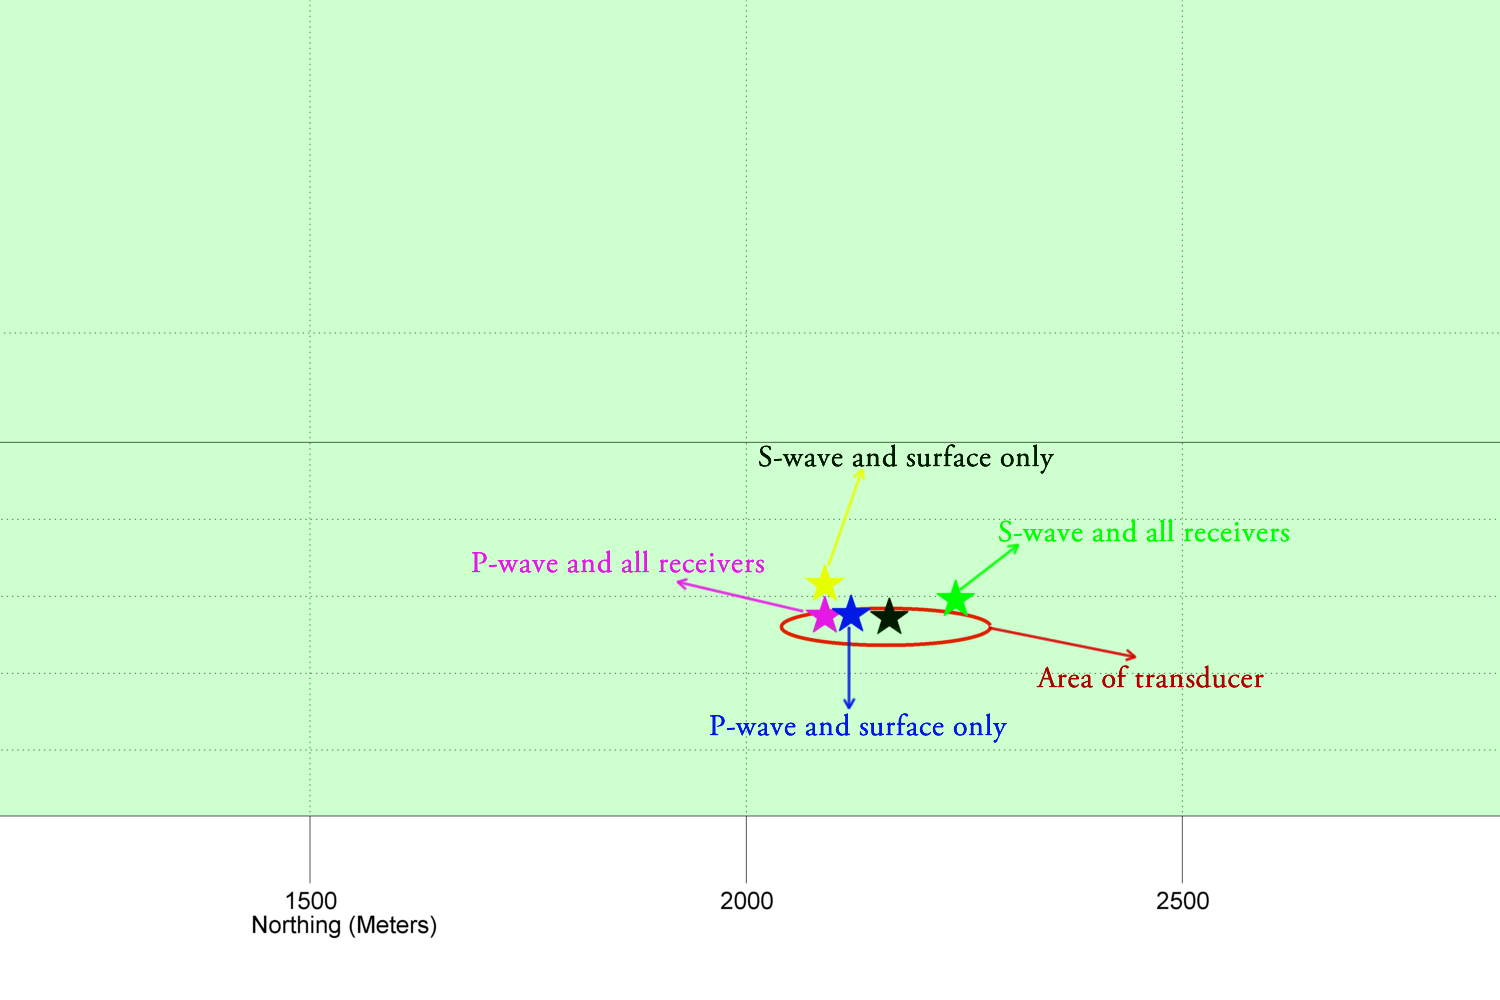 S-wave and surface only
S-wave and all receivers
P-wave and all receivers
Area of transducer
P-wave and surface only
1500
2000
2500
Northing (Meters)